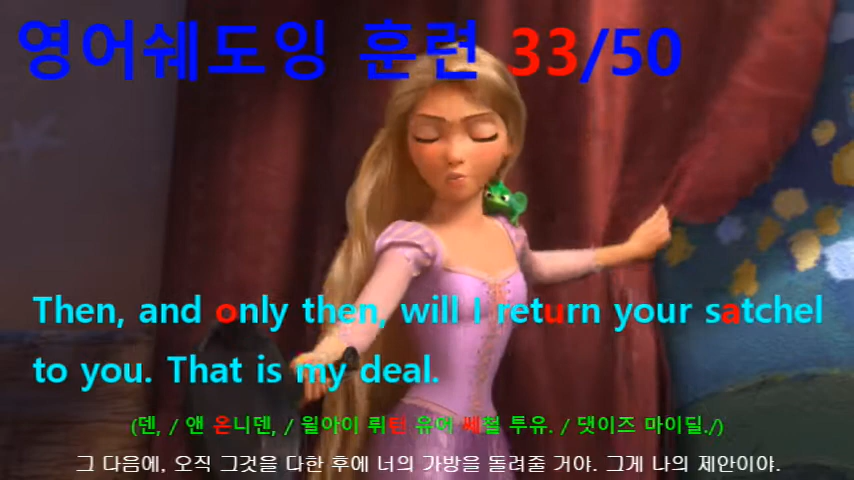 영어쉐도잉 훈련 33/50
Then, and only then, will I return your satchel
to you. That is my deal.
(덴, / 앤 온니덴, / 윌아이 뤼턴 유어 쌔철 투유. / 댓이즈 마이딜./)
그 다음에, 오직 그것을 다한 후에 너의 가방을 돌려줄 거야. 그게 나의 제안이야.